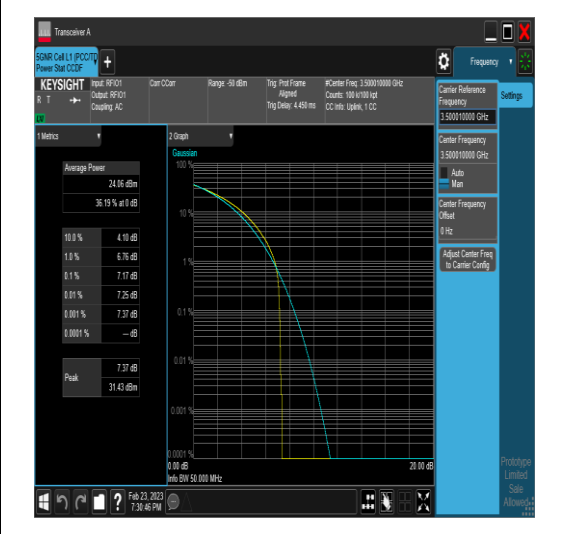 Transceiver A
5GNR Cell L1 (PCC/TD
Power Stat CCDF
Frequency
KEYSIGHT
R T
LU
Input: RFIO1
Output: RFIO1
Coupling: AC
Corr CCorr
Range: -50 dBm
Trig: Prot Frame
Aligned
Trig Delay: 4.450 ms
#Center Freq: 3.500010000 GHz
Counts: 100 k/100 kpt
CC Info: Uplink, 1 CC
1 Metrics
Average Power
24.06 dBm
36.19 % at 0 dB
10.0 % 4.10 dB
1.0 % 6.76 dB
0.1 % 7.17 dB
0.01 % 7.25 dB
0.001 % 7.37 dB
0.0001 % --- dB
Peak
7.37 dB
31.43 dBm
2 Graph
Gaussian
100 %
10 %
1 %
0.1 %
0.01 %
0.001 %
0.0001 %
0.00 dB 20.00 dB
Info BW 50.000 MHz
Carrier Reference
Frequency
3.500010000 GHz
Center Frequency
3.500010000 GHz
Auto
Man
Center Frequency
Offset
0 Hz
Adjust Center Freq
to Carrier Config
Settings
Prototype
Limited
Sale
Allowed
?
Feb 23, 2023
7:30:46 PM